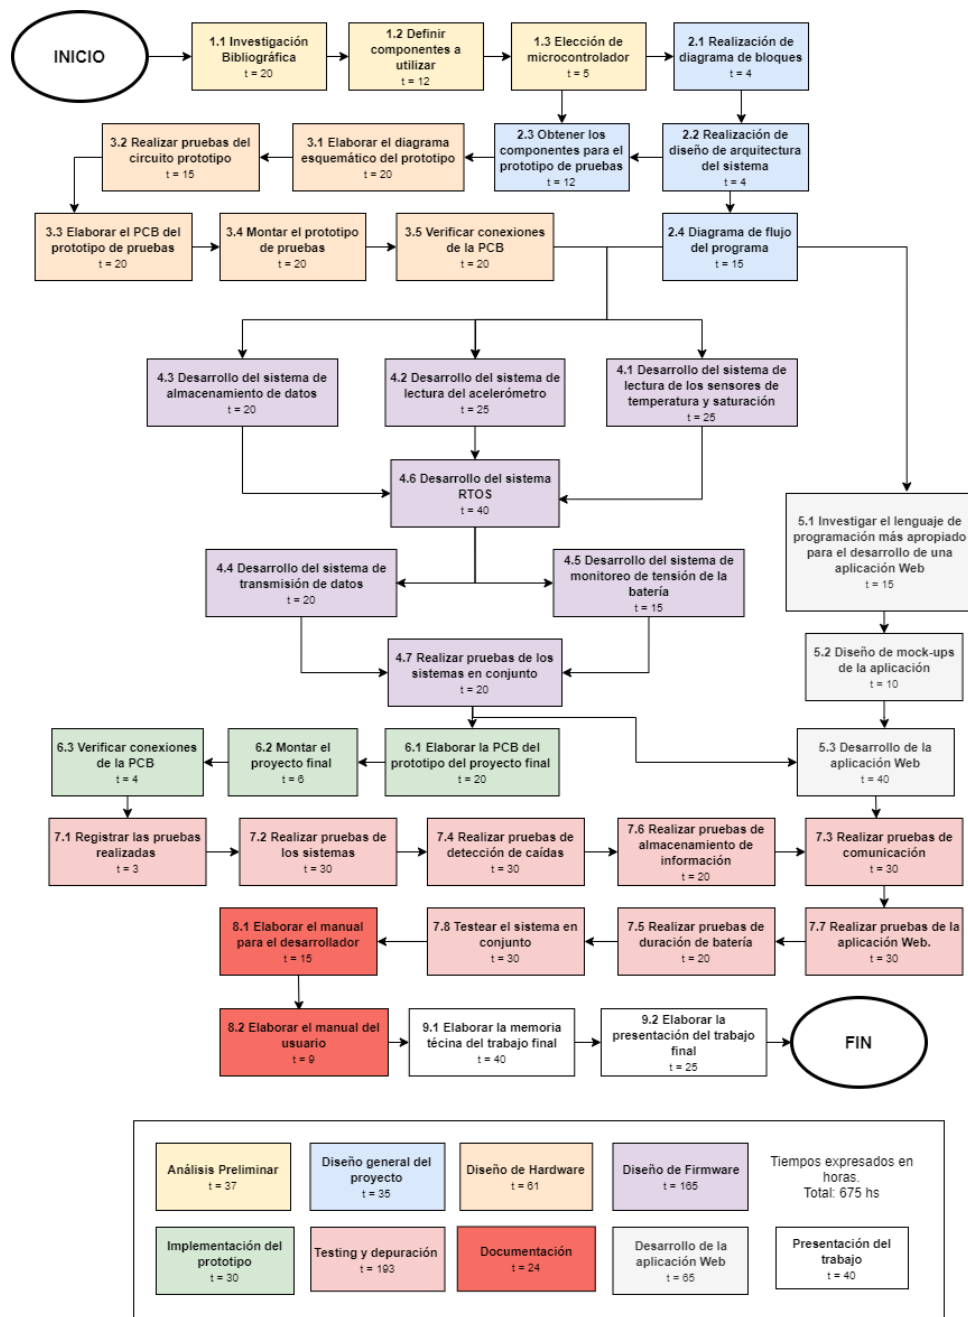 INICIO
1.1 Investigación
Bibliográfica
t = 20
1.2 Definir
componentes a
utilizar
t = 12
1.3 Elección de
microcontrolador
t = 5
2.1 Realización de
diagrama de bloques
t = 4
3.2 Realizar pruebas del
circuito prototipo
t = 15
3.1 Elaborar el diagrama
esquemático del prototipo
t = 20
2.3 Obtener los
componentes para el
prototipo de pruebas
t = 12
2.2 Realización de
diseño de arquitectura
del sistema
t = 4
3.3 Elaborar el PCB del
prototipo de pruebas
t = 20
3.4 Montar el prototipo
de pruebas
t = 20
3.5 Verificar conexiones
de la PCB
t = 20
2.4 Diagrama de flujo
del programa
t = 15
4.3 Desarrollo del sistema de
almacenamiento de datos
t = 20
4.2 Desarrollo del sistema de
lectura del acelerómetro
t = 25
4.1 Desarrollo del sistema de
lectura de los sensores de
temperatura y saturación
t = 25
4.6 Desarrollo del sistema
RTOS
t = 40
5.1 Investigar el lenguaje de
programación más apropiado
para el desarrollo de una
aplicación Web
t = 15
4.4 Desarrollo del sistema de
transmisión de datos
t = 20
4.5 Desarrollo del sistema de
monitoreo de tensión de la
batería
t = 15
5.2 Diseño de mock-ups
de la aplicación
t = 10
4.7 Realizar pruebas de los
sistemas en conjunto
t = 20
6.3 Verificar conexiones
de la PCB
t = 4
6.2 Montar el
proyecto final
t = 6
6.1 Elaborar la PCB del
prototipo del proyecto final
t = 20
5.3 Desarrollo de la
aplicación Web
t = 40
7.1 Registrar las pruebas
realizadas
t = 3
7.2 Realizar pruebas de
los sistemas
t = 30
7.4 Realizar pruebas de
detección de caídas
t = 30
7.6 Realizar pruebas de
almacenamiento de
información
t = 20
7.3 Realizar pruebas de
comunicación
t = 30
8.1 Elaborar el manual
para el desarrollador
t = 15
7.8 Testear el sistema en
conjunto
t = 30
7.5 Realizar pruebas de
duración de batería
t = 20
7.7 Realizar pruebas de la
aplicación Web.
t = 30
8.2 Elaborar el manual del
usuario
t = 9
9.1 Elaborar la memoria
técina del trabajo final
t = 40
9.2 Elaborar la
presentación del trabajo
final
t = 25
FIN
Análisis Preliminar
t = 37
Diseño general del
proyecto
t = 35
Diseño de Hardware
t = 61
Diseño de Firmware
t = 165
Tiempos expresados en
horas.
Total: 675 hs
Implementación del
prototipo
t = 30
Testing y depuración
t = 193
Documentación
t = 24
Desarrollo de la
aplicación Web
t = 65
Presentación del
trabajo
t = 40